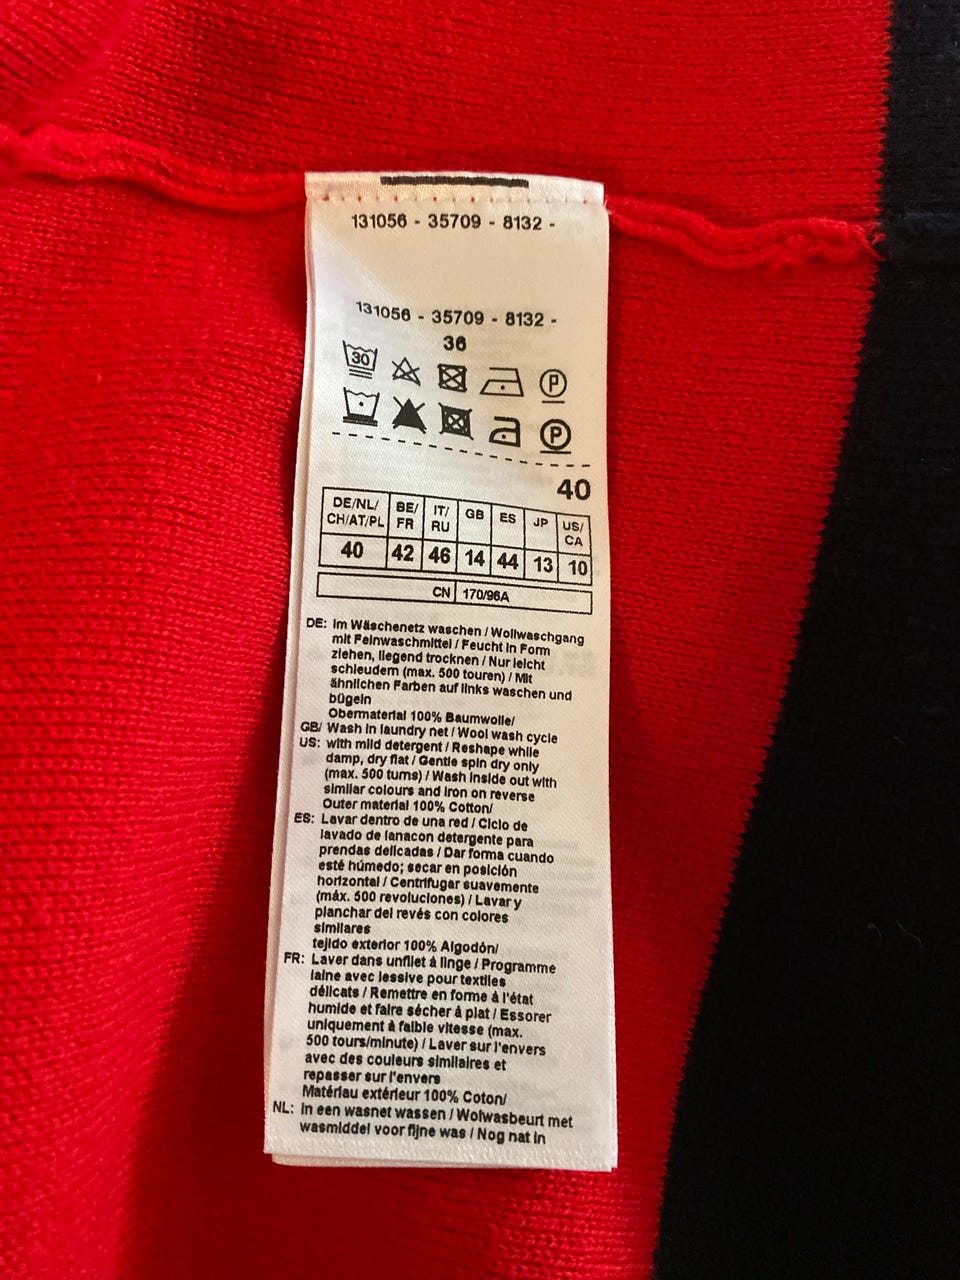 131056 - 35709 - 8132 -
131056 - 35709 - 8132 -
36
30 P
P
40
DE/NL/ CH/AT/PL BE/ FR IT/ RU GB ES JP US/ CA
40 42 46 14 44 13 10
CN 170/96A
DE: Im Wäschenetz waschen / Wollwaschgang
mit Feinwaschmittel / Feucht in Form
ziehen, liegend trocknen / Nur leicht
schleudern (max. 500 touren) / Mit
ähnlichen Farben auf links waschen und
bügeln
Obermaterial 100% Baumwolle/
GB/ Wash in laundry net / Wool wash cycle
US: with mild detergent / Reshape while
damp, dry flat / Gentle spin dry only
(max. 500 turns) / Wash inside out with
similar colours and iron on reverse
Outer material 100% Cotton/
ES: Lavar dentro de una red / Ciclo de
lavado de lanacon detergente para
prendas delicadas / Dar forma cuando
esté húmedo; secar en posición
horizontal / Centrifugar suavemente
(máx. 500 revoluciones) / Lavar y
planchar del revés con colores
similares
tejido exterior 100% Algodón/
FR: Laver dans unfilet à linge / Programme
laine avec lessive pour textiles
délicats / Remettre en forme à l'état
humide et faire sécher à plat / Essorer
uniquement à faible vitesse (max.
500 tours/minute) / Laver sur l'envers
avec des couleurs similaires et
repasser sur l'envers
Matériau extérieur 100% Coton/
NL: In een wasnet wassen / Wolwasbeurt met
wasmiddel voor fijne was / Nog nat in